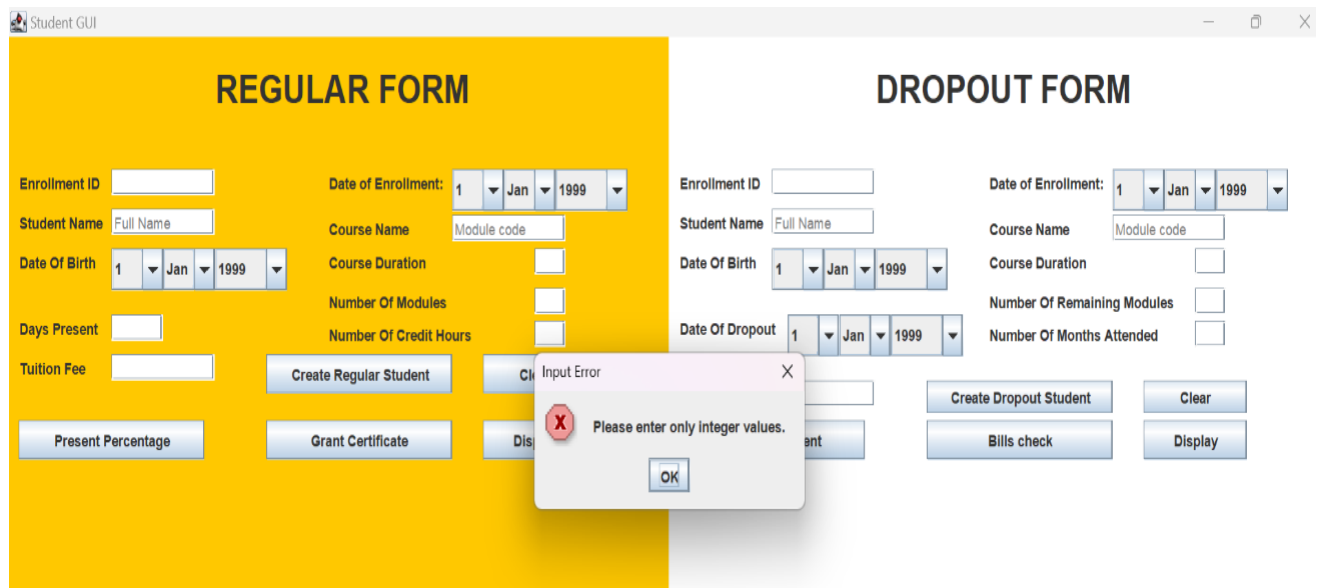 Student GUI
REGULAR FORM
Enrollment ID
Date of Enrollment: 1 Jan 1999
Student Name Full Name
Course Name Module code
Date Of Birth 1 Jan 1999
Course Duration
Number Of Modules
Days Present
Number Of Credit Hours
Tuition Fee
Create Regular Student
Present Percentage
Grant Certificate
DROPOUT FORM
Enrollment ID
Date of Enrollment: 1 Jan 1999
Student Name Full Name
Course Name Module code
Date Of Birth 1 Jan 1999
Course Duration
Number Of Remaining Modules
Date Of Dropout 1 Jan 1999
Number Of Months Attended
Create Dropout Student
Clear
Bills check
Display
Input Error
X
Please enter only integer values.
OK